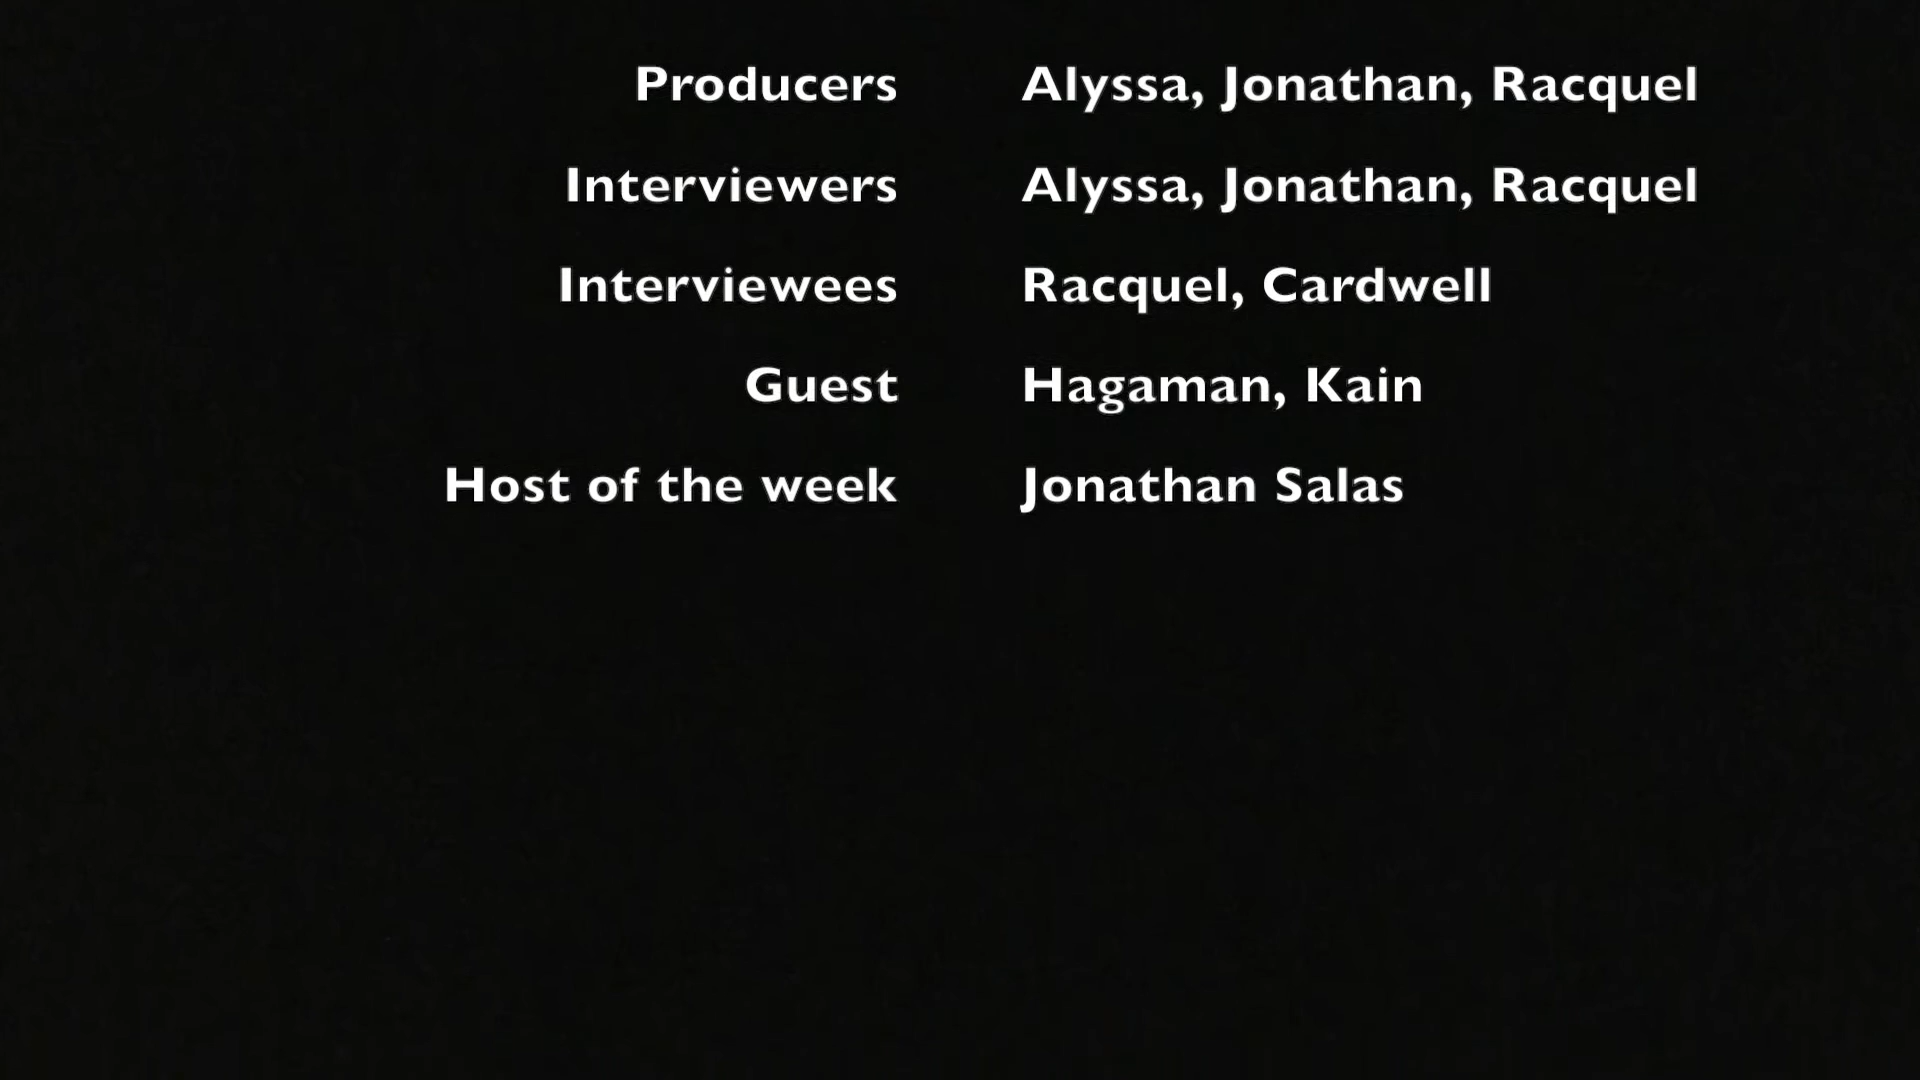 Producers Alyssa, Jonathan, Racquel
Interviewers Alyssa, Jonathan, Racquel
Interviewees Racquel, Cardwell
Guest Hagaman, Kain
Host of the week Jonathan Salas